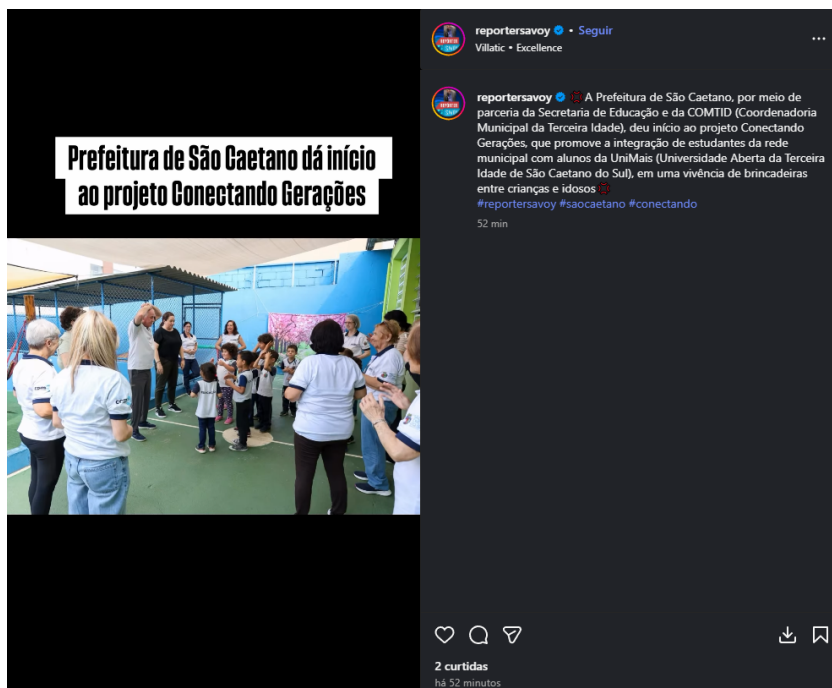 Prefeitura de São Caetano dá início
ao projeto Conectando Gerações
reportersavoy • Seguir
Villatic • Excellence
reportersavoy A Prefeitura de São Caetano, por meio de
parceria da Secretaria de Educação e da COMTID (Coordenadoria
Municipal da Terceira Idade), deu início ao projeto Conectando
Gerações, que promove a integração de estudantes da rede
municipal com alunos da UniMais (Universidade Aberta da Terceira
Idade de São Caetano do Sul), em uma vivência de brincadeiras
entre crianças e idosos
#reportersavoy #saocaetano #conectando
52 min
2 curtidas
há 52 minutos